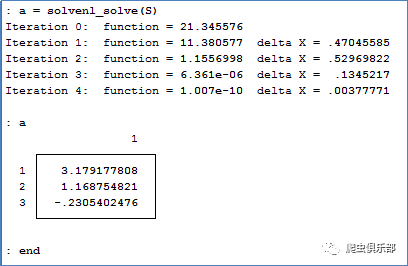 : a = solvenl_solve(S)
Iteration 0:  function = 21.345576
Iteration 1:  function = 11.380577  delta X = .47045585
Iteration 2:  function = 1.1556998  delta X = .52969822
Iteration 3:  function = 6.361e-06  delta X =  .1345217
Iteration 4:  function = 1.007e-10  delta X = .00377771
: a
1
1 3.179177808
2 1.168754821
3 -.2305402476
: end
爬虫俱乐部